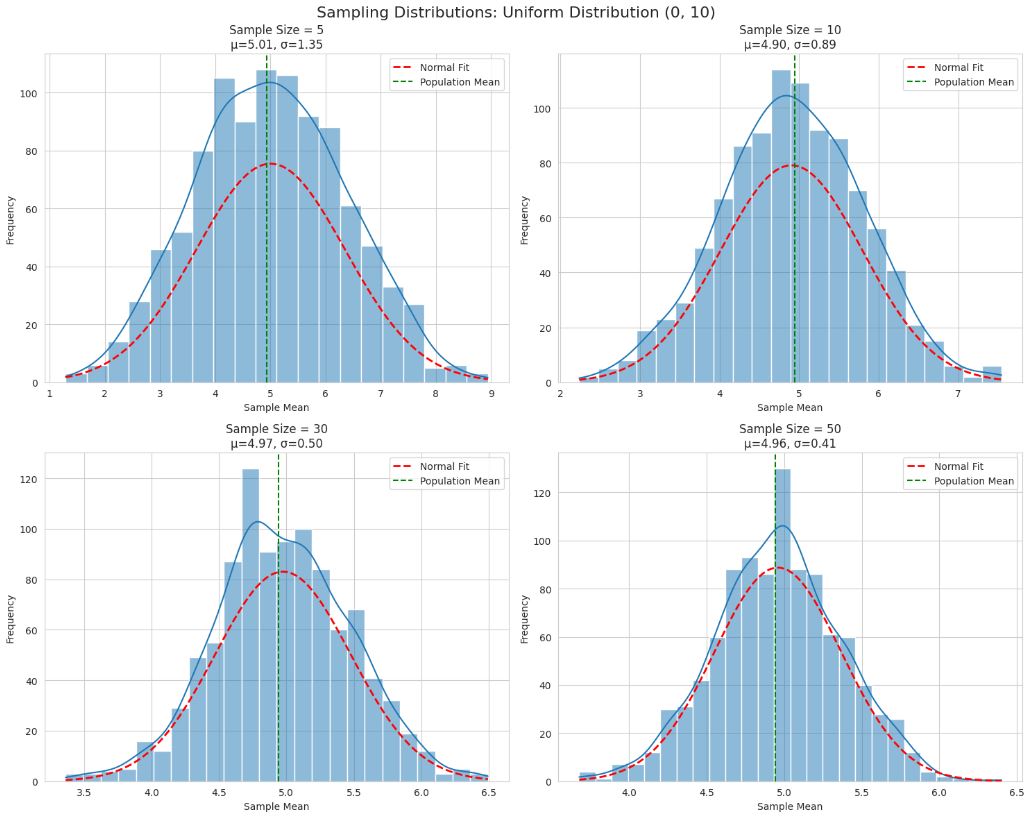 Sampling Distributions: Uniform Distribution (0, 10)
Sample Size = 5
μ=5.01, σ=1.35
Normal Fit
Population Mean
Frequency
100
80
60
40
20
0
1 2 3 4 5 6 7 8 9
Sample Mean
Sample Size = 10
μ=4.90, σ=0.89
Normal Fit
Population Mean
Frequency
100
80
60
40
20
0
2 3 4 5 6 7
Sample Mean
Sample Size = 30
μ=4.97, σ=0.50
Normal Fit
Population Mean
Frequency
120
100
80
60
40
20
0
3.5 4.0 4.5 5.0 5.5 6.0 6.5
Sample Mean
Sample Size = 50
μ=4.96, σ=0.41
Normal Fit
Population Mean
Frequency
120
100
80
60
40
20
0
4.0 4.5 5.0 5.5 6.0 6.5
Sample Mean